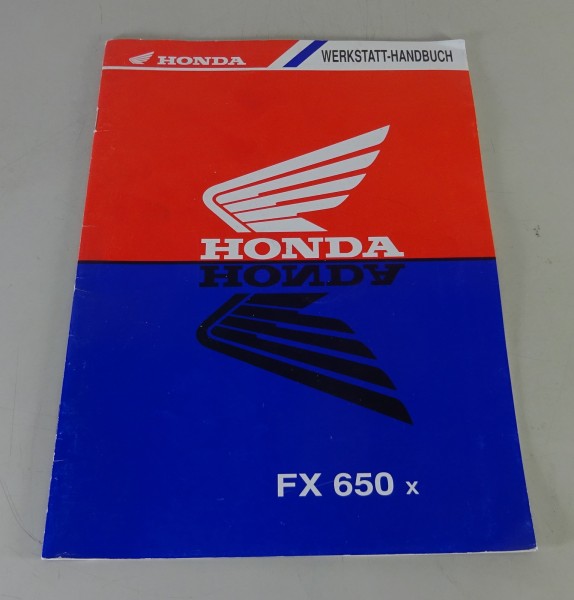 HONDA WERKSTATT-HANDBUCH
HONDA
HONDA
FX 650 x